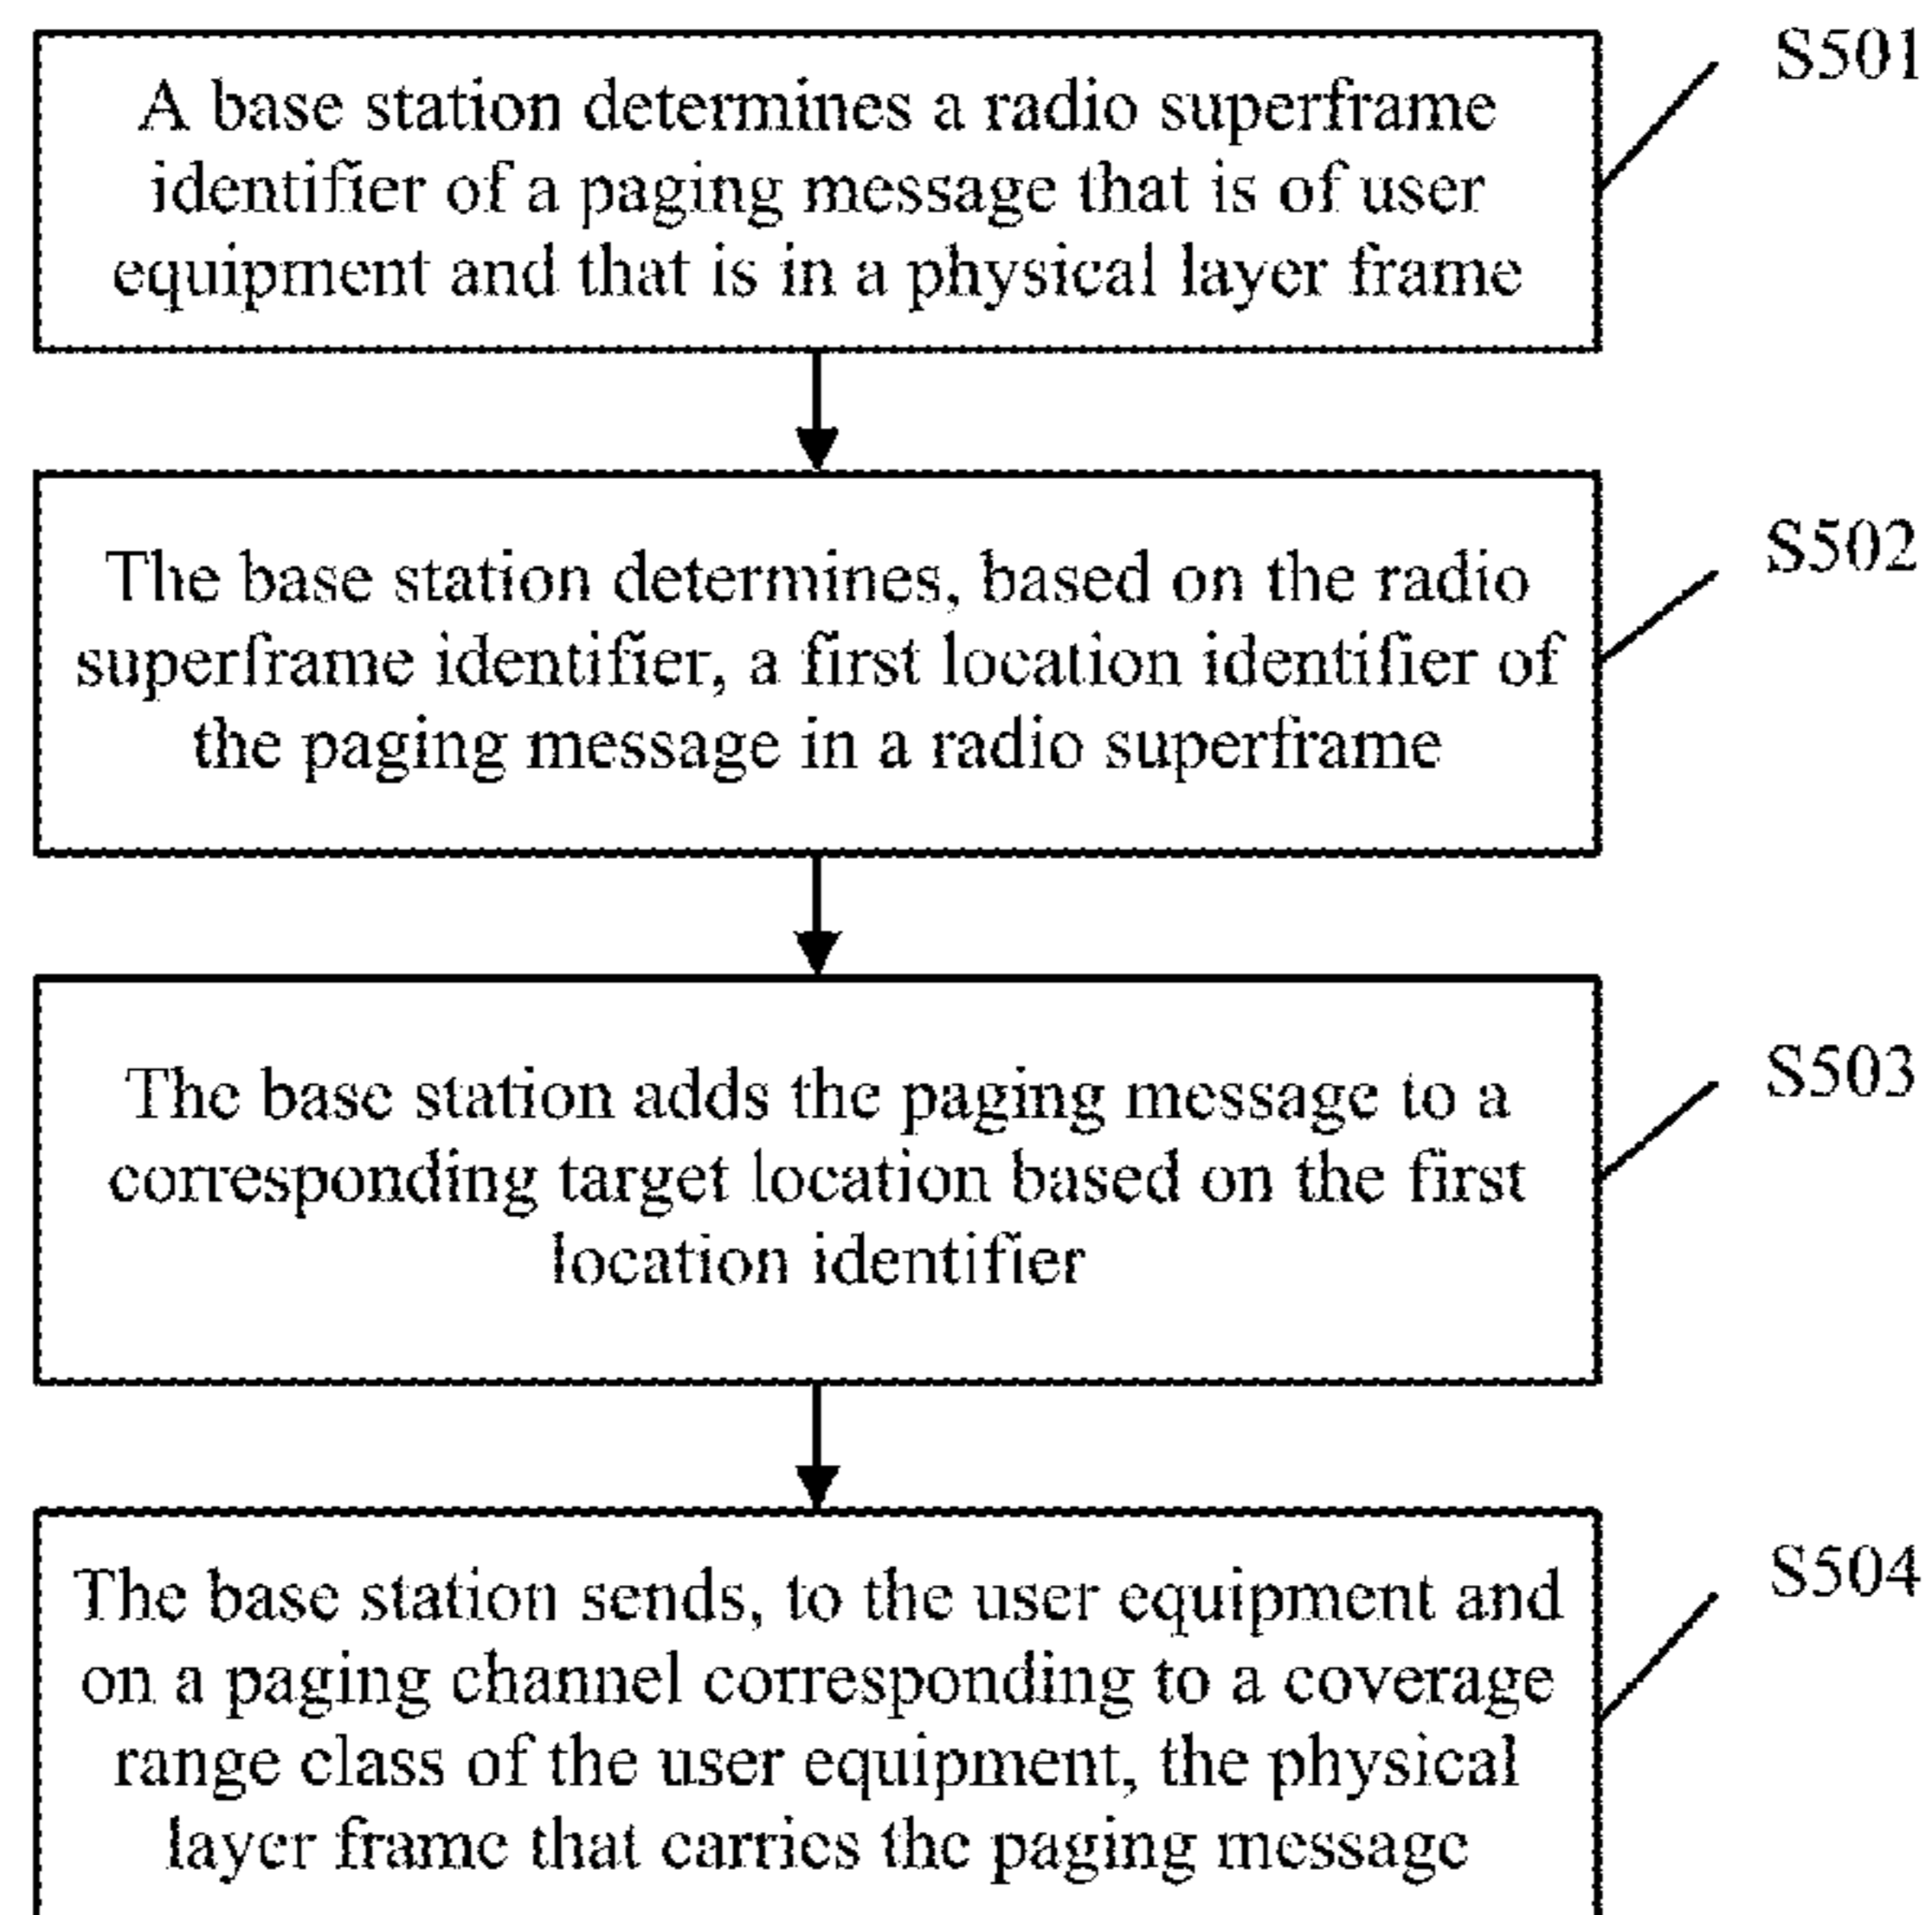 S501
A base station determines a radio superframe
identifier of a paging message that is of user
equipment and that is in a physical layer frame
S502
The base station determines, based on the radio
superframe identifier, a first location identifier of
the paging message in a radio superframe
S503
The base station adds the paging message to a
corresponding target location based on the first
location identifier
S504
The base station sends, to the user equipment and
on a paging channel corresponding to a coverage
range class of the user equipment, the physical
layer frame that carries the paging message